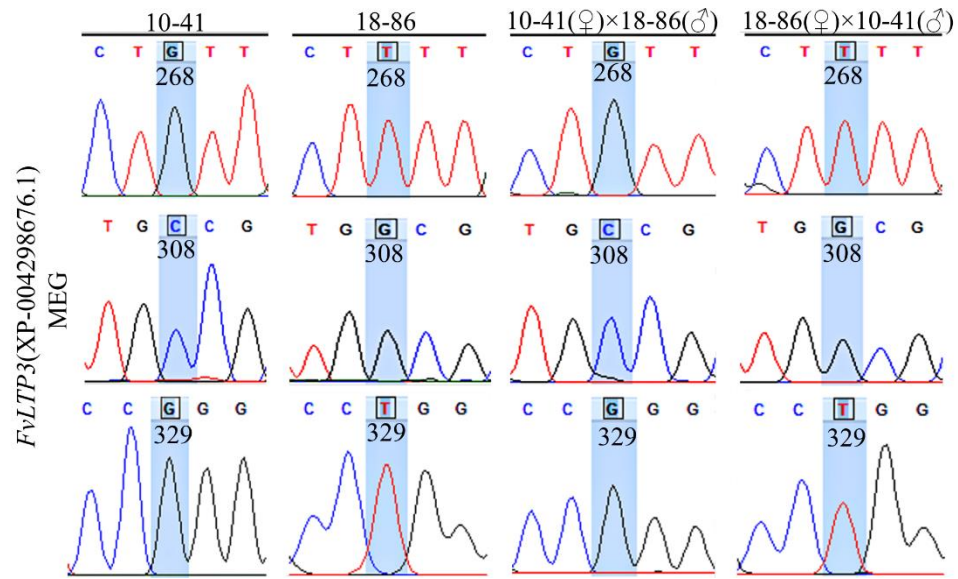 10-41 18-86 10-41(♀)×18-86(♂) 18-86(♀)×10-41(♂)
C T G T T C T T T T C T G T T C T T T T
268 268 268 268
FvLTP3(XP-004298676.1)
MEG
T G C C G T G G C G T G C C G T G G C G
308 308 308 308
C C G G G C C T G G C C G G G C C T G G
329 329 329 329